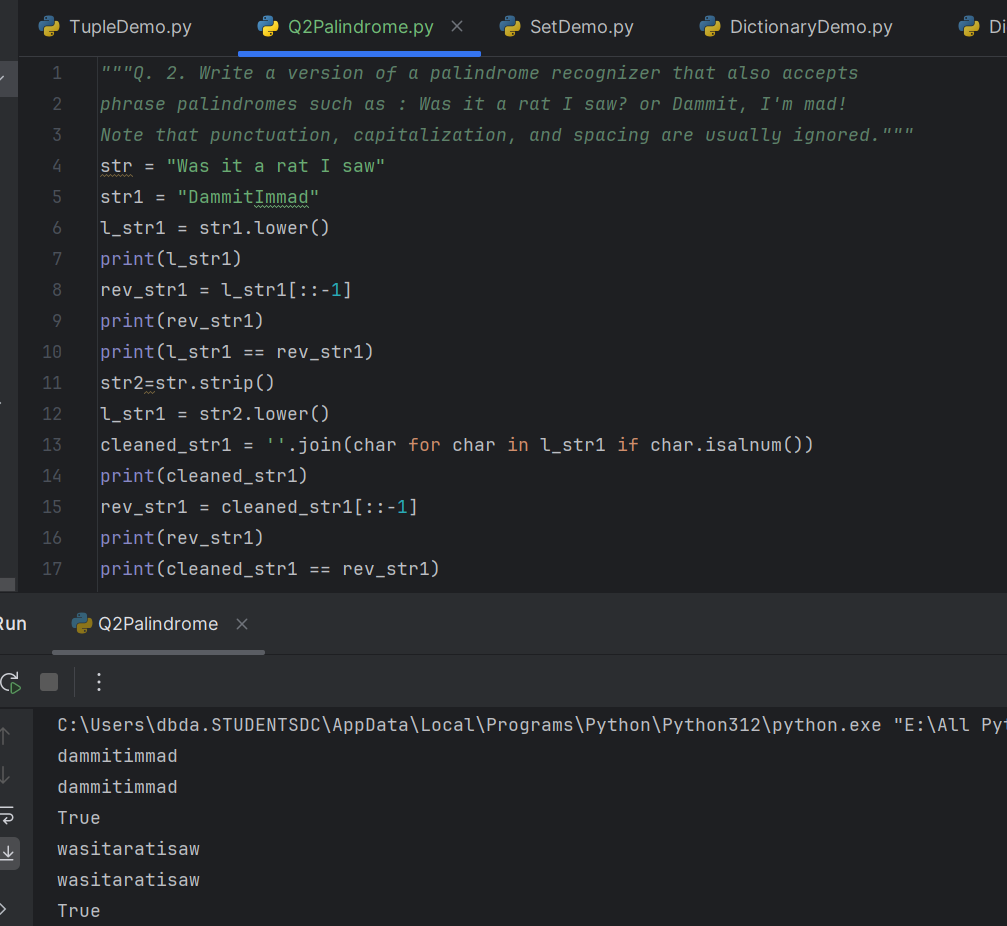 TupleDemo.py Q2Palindrome.py SetDemo.py DictionaryDemo.py Di
1 """Q. 2. Write a version of a palindrome recognizer that also accepts
2 phrase palindromes such as : Was it a rat I saw? or Dammit, I'm mad!
3 Note that punctuation, capitalization, and spacing are usually ignored."""
4 str = "Was it a rat I saw"
5 str1 = "DammitImmad"
6 l_str1 = str1.lower()
7 print(l_str1)
8 rev_str1 = l_str1[::-1]
9 print(rev_str1)
10 print(l_str1 == rev_str1)
11 str2=str.strip()
12 l_str1 = str2.lower()
13 cleaned_str1 = ''.join(char for char in l_str1 if char.isalnum())
14 print(cleaned_str1)
15 rev_str1 = cleaned_str1[::-1]
16 print(rev_str1)
17 print(cleaned_str1 == rev_str1)
Run Q2Palindrome
C:\Users\dbda.STUDENTSDC\AppData\Local\Programs\Python\Python312\python.exe "E:\All Pyt
dammitimmad
dammitimmad
True
wasitaratisaw
wasitaratisaw
True